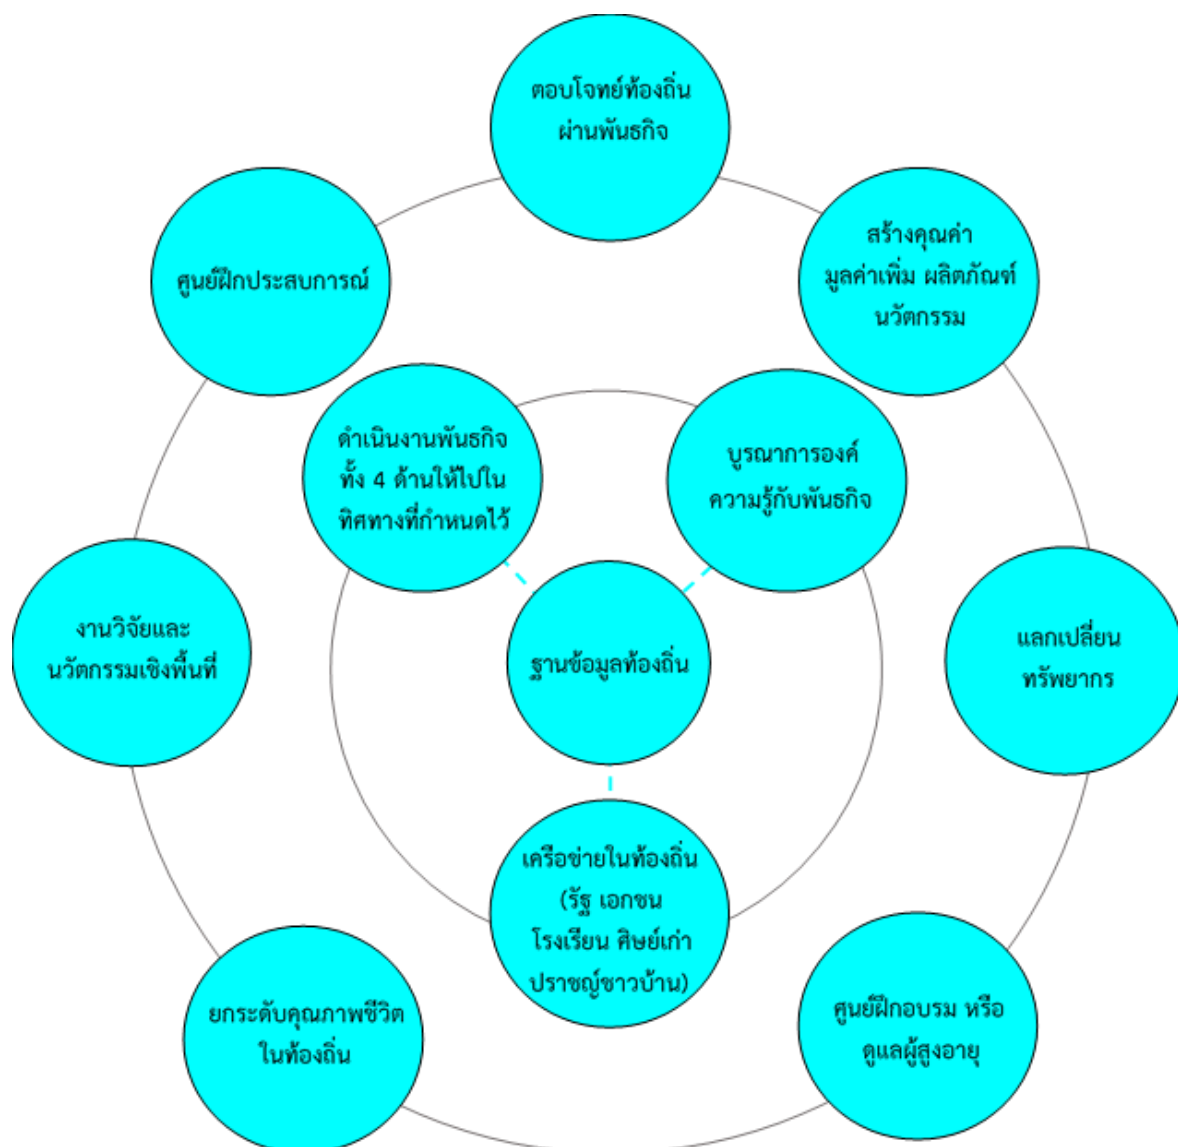 ตอบโจทย์ท้องถิ่น
ผ่านพันธกิจ
สร้างคุณค่า
มูลค่าเพิ่ม ผลิตภัณฑ์
นวัตกรรม
ศูนย์ฝึกประสบการณ์
ดำเนินงานพันธกิจ
ทั้ง 4 ด้านให้ไปใน
ทิศทางที่กำหนดไว้
บูรณาการองค์
ความรู้กับพันธกิจ
งานวิจัยและ
นวัตกรรมเชิงพื้นที่
ฐานข้อมูลท้องถิ่น
แลกเปลี่ยน
ทรัพยากร
เครือข่ายในท้องถิ่น
(รัฐ เอกชน
โรงเรียน ศิษย์เก่า
ปราชญ์ชาวบ้าน)
ยกระดับคุณภาพชีวิต
ในท้องถิ่น
ศูนย์ฝึกอบรม หรือ
ดูแลผู้สูงอายุ